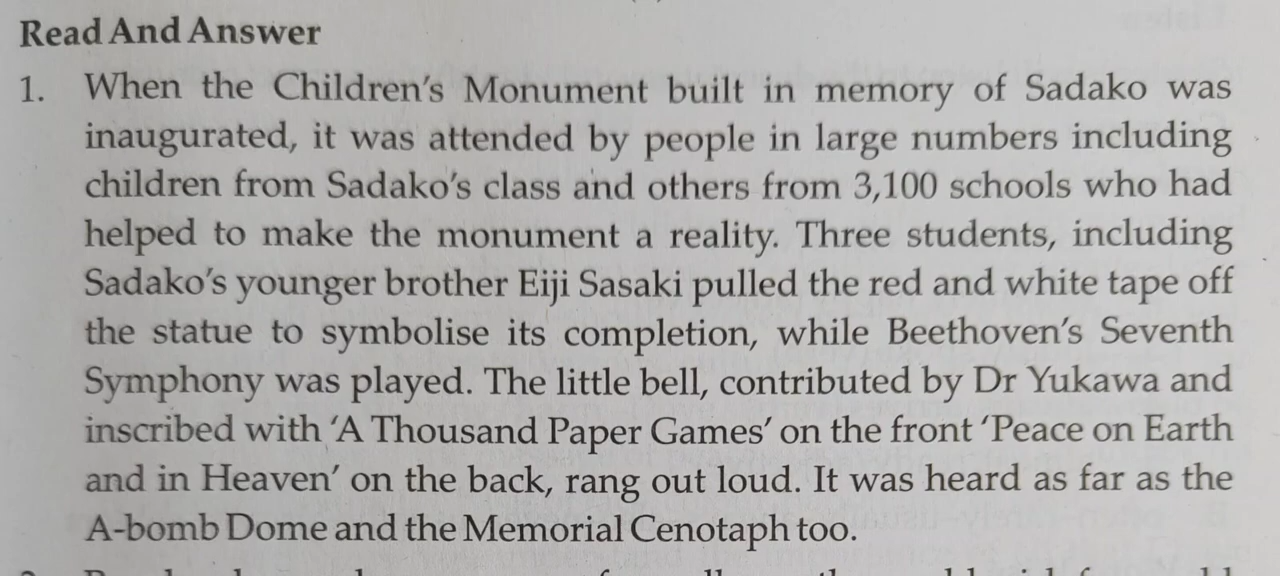 Read And Answer
1. When the Children's Monument built in memory of Sadako was
inaugurated, it was attended by people in large numbers including
children from Sadako's class and others from 3,100 schools who had
helped to make the monument a reality. Three students, including
Sadako's younger brother Eiji Sasaki pulled the red and white tape off
the statue to symbolise its completion, while Beethoven's Seventh
Symphony was played. The little bell, contributed by Dr Yukawa and
inscribed with 'A Thousand Paper Games' on the front 'Peace on Earth
and in Heaven' on the back, rang out loud. It was heard as far as the
A-bomb Dome and the Memorial Cenotaph too.